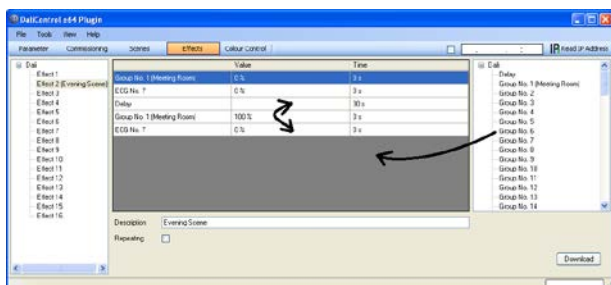 DaliControl e64 Plugin
File Tools View Help
Parameter Commissioning Scenes Effects Colour Control Read IP Address
Dali
Effect 1
Effect 2 (Evening Scene)
Effect 3
Effect 4
Effect 5
Effect 6
Effect 7
Effect 8
Effect 9
Effect 10
Effect 11
Effect 12
Effect 13
Effect 14
Effect 15
Effect 16
Value Time
Group No. 1 (Meeting Room) 0 % 3 s
ECG No. 7 0 % 3 s
Delay 30 s
Group No. 1 (Meeting Room) 100 % 3 s
ECG No. 7 0 % 3 s
Description Evening Scene
Repeating
Dali
Delay
Group No. 1 (Meeting Room)
Group No. 2
Group No. 3
Group No. 4
Group No. 5
Group No. 6
Group No. 7
Group No. 8
Group No. 9
Group No. 10
Group No. 11
Group No. 12
Group No. 13
Group No. 14
Download